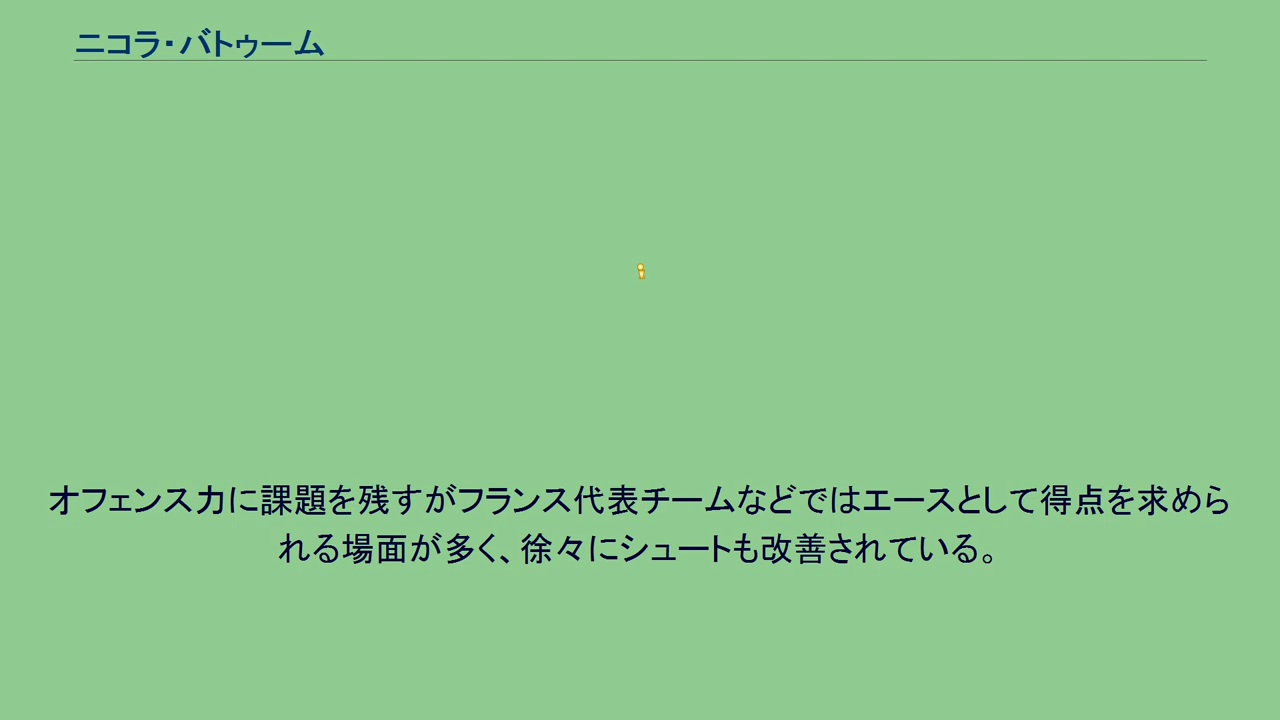 ニコラ・バトゥーム
オフェンス力に課題を残すがフランス代表チームなどではエースとして得点を求めら
れる場面が多く、徐々にシュートも改善されている。